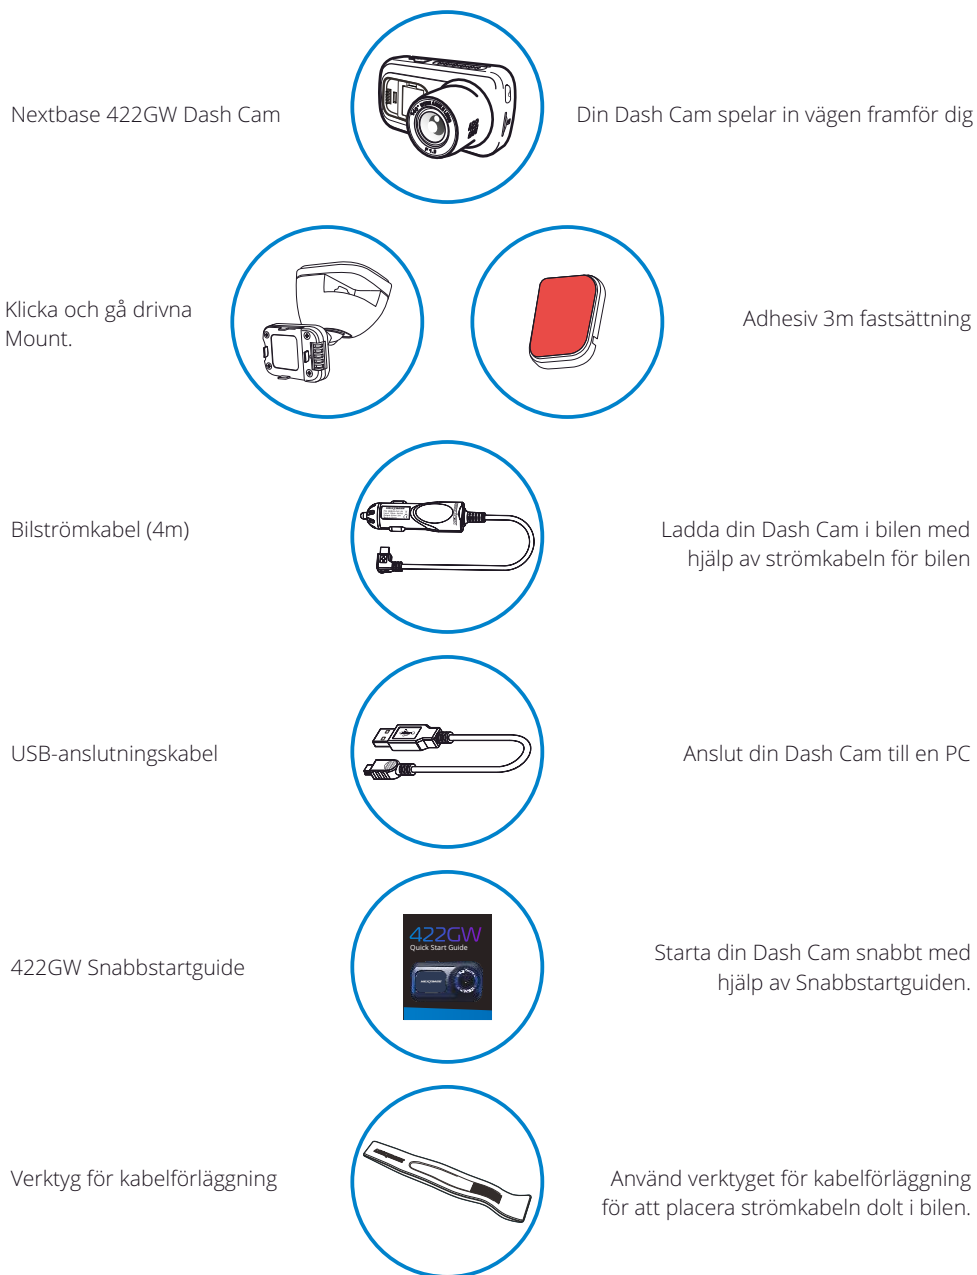 Nextbase 422GW Dash Cam
Din Dash Cam spelar in vägen framför dig
Klicka och gå drivna
Mount.
Adhesiv 3m fastsättning
Bilströmkabel (4m)
Ladda din Dash Cam i bilen med
hjälp av strömkabeln för bilen
USB-anslutningskabel
Anslut din Dash Cam till en PC
422GW Snabbstartguide
422GW
Quick Start Guide
Starta din Dash Cam snabbt med
hjälp av Snabbstartguiden.
Verktyg för kabelförläggning
Använd verktyget för kabelförläggning
för att placera strömkabeln dolt i bilen.